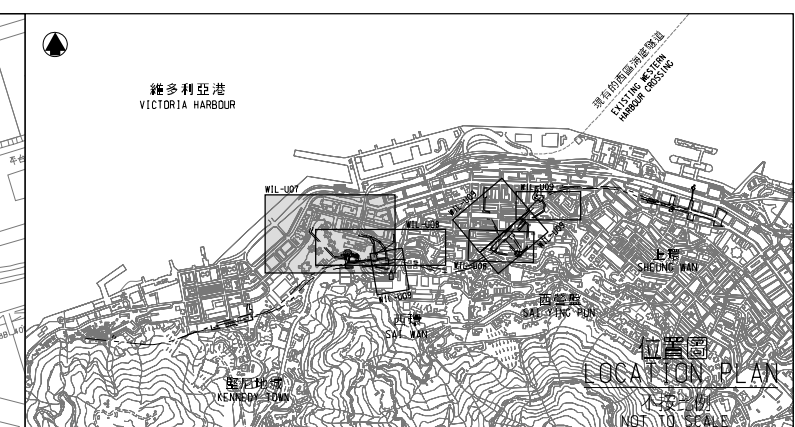 維多利亞港
VICTORIA HARBOUR
現有的西區海底隧道
EXISTING WESTERN
HARBOUR CROSSING
WIL-U07
WIL-U08
WIL-U09
WIL-U09
上環
SHEUNG WAN
西營盤
SAI YING PUN
西環
SAI WAN
堅尼地城
KENNEDY TOWN
位置圖
LOCATION PLAN
不按比例
NOT TO SCALE